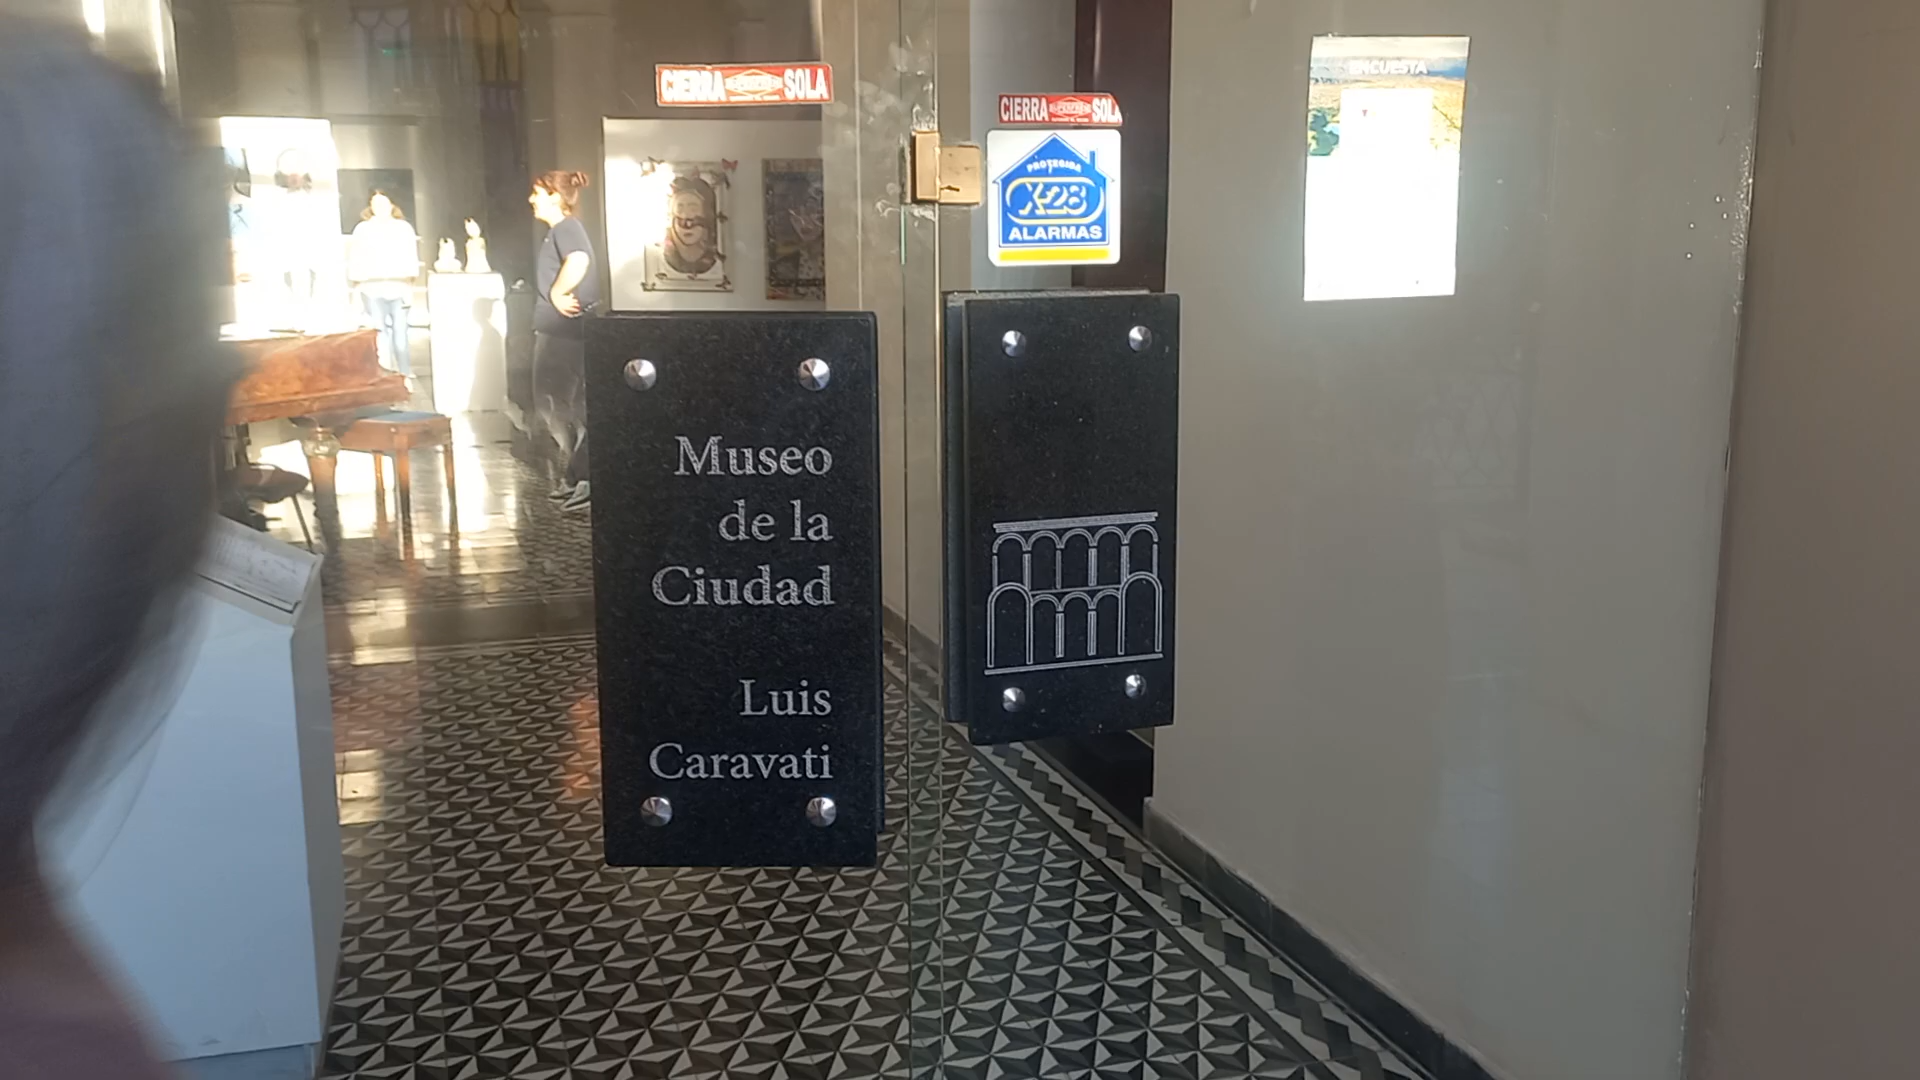 CIERRA SOLA
CIERRA SOLA
PROTEGIDA
X-28
ALARMAS
ENCUESTA
Museo
de la
Ciudad
Luis
Caravati